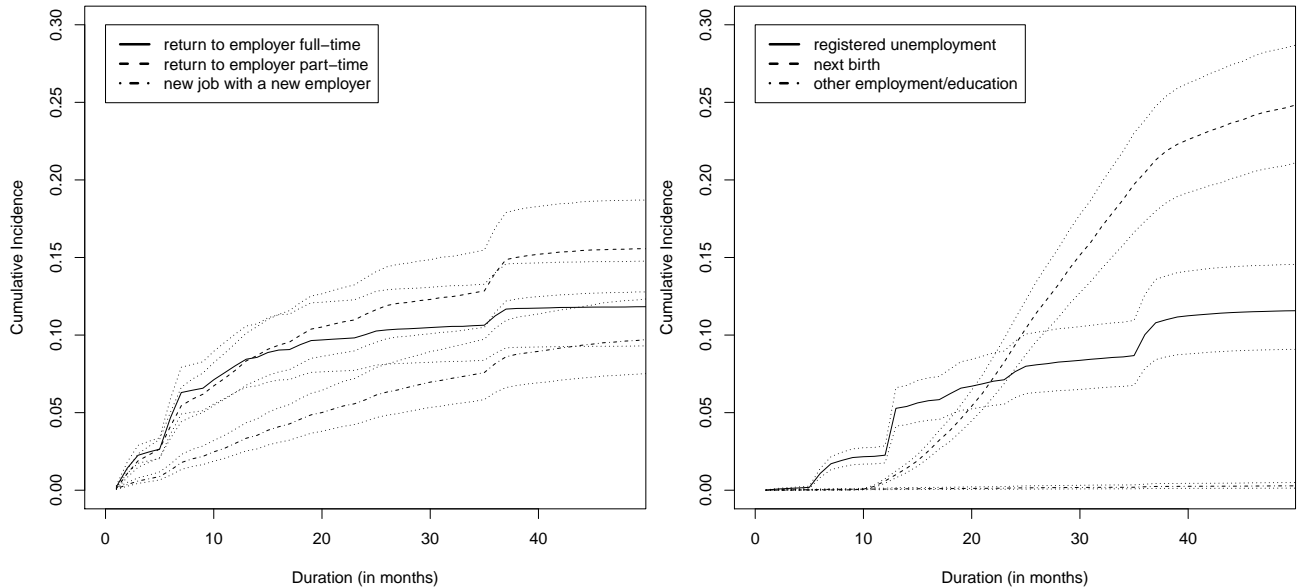 0.30
0.25
0.20
0.15
0.10
0.05
0.00
Cumulative Incidence
return to employer full−time
return to employer part−time
new job with a new employer
0 10 20 30 40
Duration (in months)
0.30
0.25
0.20
0.15
0.10
0.05
0.00
Cumulative Incidence
registered unemployment
next birth
other employment/education
0 10 20 30 40
Duration (in months)